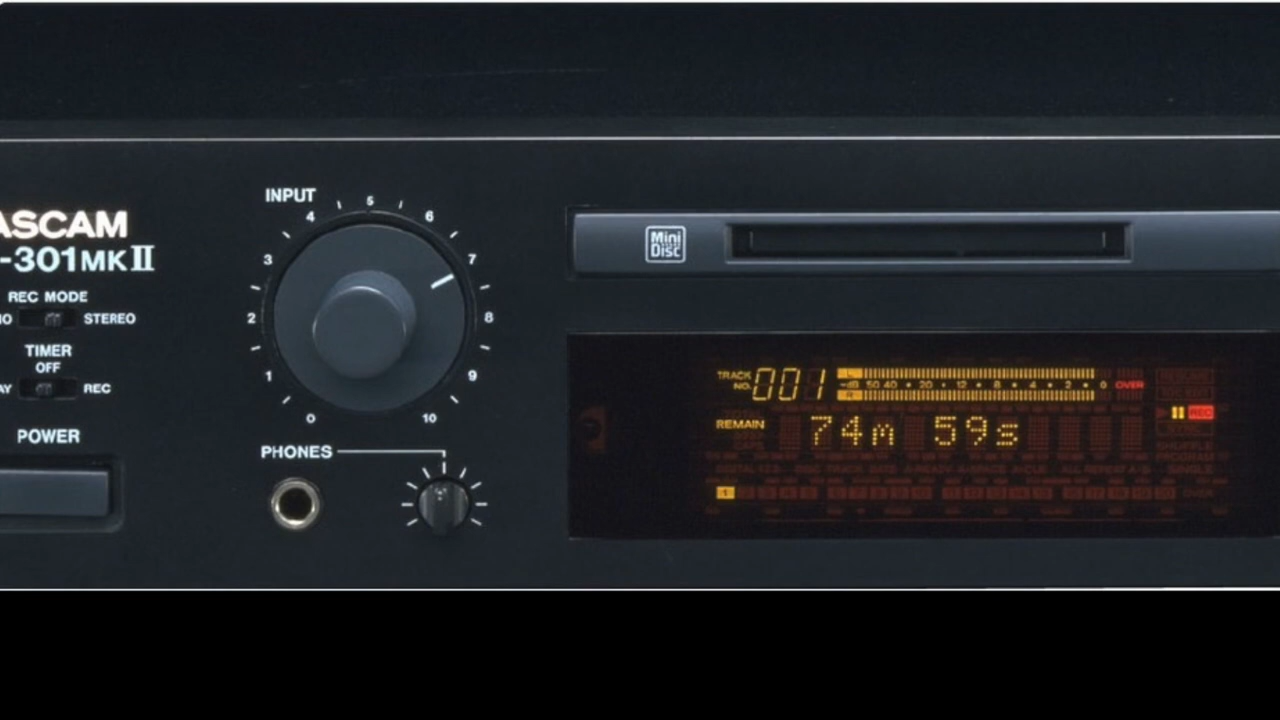 ASCAM
-301MKII
REC MODE
STEREO
TIMER
OFF
REC
POWER
INPUT
0 1 2 3 4 5 6 7 8 9 10
PHONES
Mini
Disc
TRACK
NO. 001
L
-dB 50 40 • 20 • 12 • 8 • 4 • 2 • 0 OVER
R
REC
REMAIN 74m 59s
1